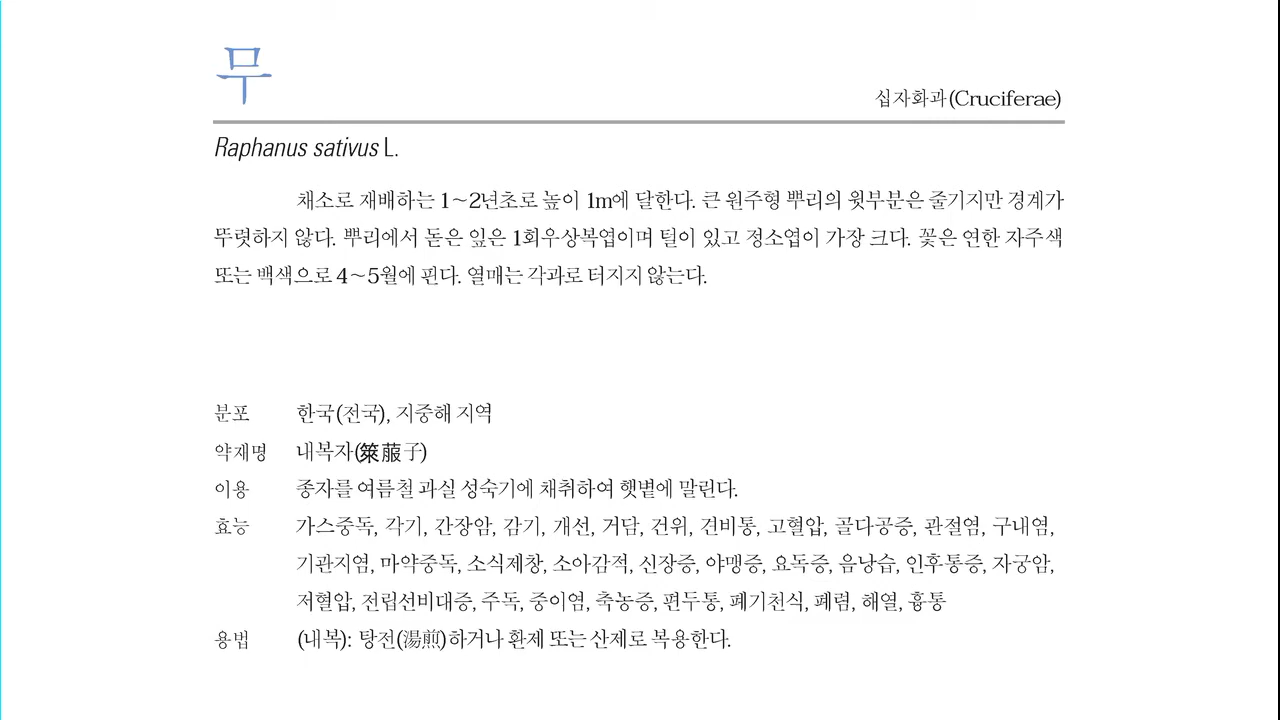 무
십자화과(Cruciferae)
Raphanus sativus L.
채소로 재배하는 1~2년초로 높이 1m에 달한다. 큰 원주형 뿌리의 윗부분은 줄기지만 경계가
뚜렷하지 않다. 뿌리에서 돋은 잎은 1회우상복엽이며 털이 있고 정소엽이 가장 크다. 꽃은 연한 자주색
또는 백색으로 4~5월에 핀다. 열매는 각과로 터지지 않는다.
분포 한국(전국), 지중해 지역
약재명 내복자(箂菔子)
이용 종자를 여름철 과실 성숙기에 채취하여 햇볕에 말린다.
효능 가스중독, 각기, 간장암, 감기, 개선, 거담, 건위, 견비통, 고혈압, 골다공증, 관절염, 구내염,
기관지염, 마약중독, 소식제창, 소아감적, 신장증, 야맹증, 요독증, 음낭습, 인후통증, 자궁암,
저혈압, 전립선비대증, 주독, 중이염, 축농증, 편두통, 폐기천식, 폐렴, 해열, 흉통
용법 (내복): 탕전(湯煎)하거나 환제 또는 산제로 복용한다.